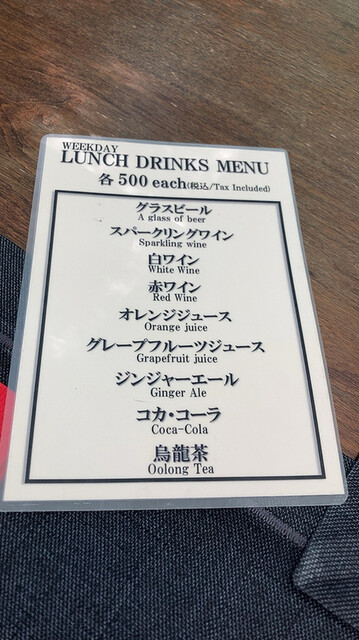 WEEKDAY
LUNCH DRINKS MENU
各500 each(税込/Tax Included)
グラスビール
A glass of beer
スパークリングワイン
Sparkling wine
白ワイン
White Wine
赤ワイン
Red Wine
オレンジジュース
Orange juice
グレープフルーツジュース
Grapefruit juice
ジンジャーエール
Ginger Ale
コカ・コーラ
Coca-Cola
烏龍茶
Oolong Tea